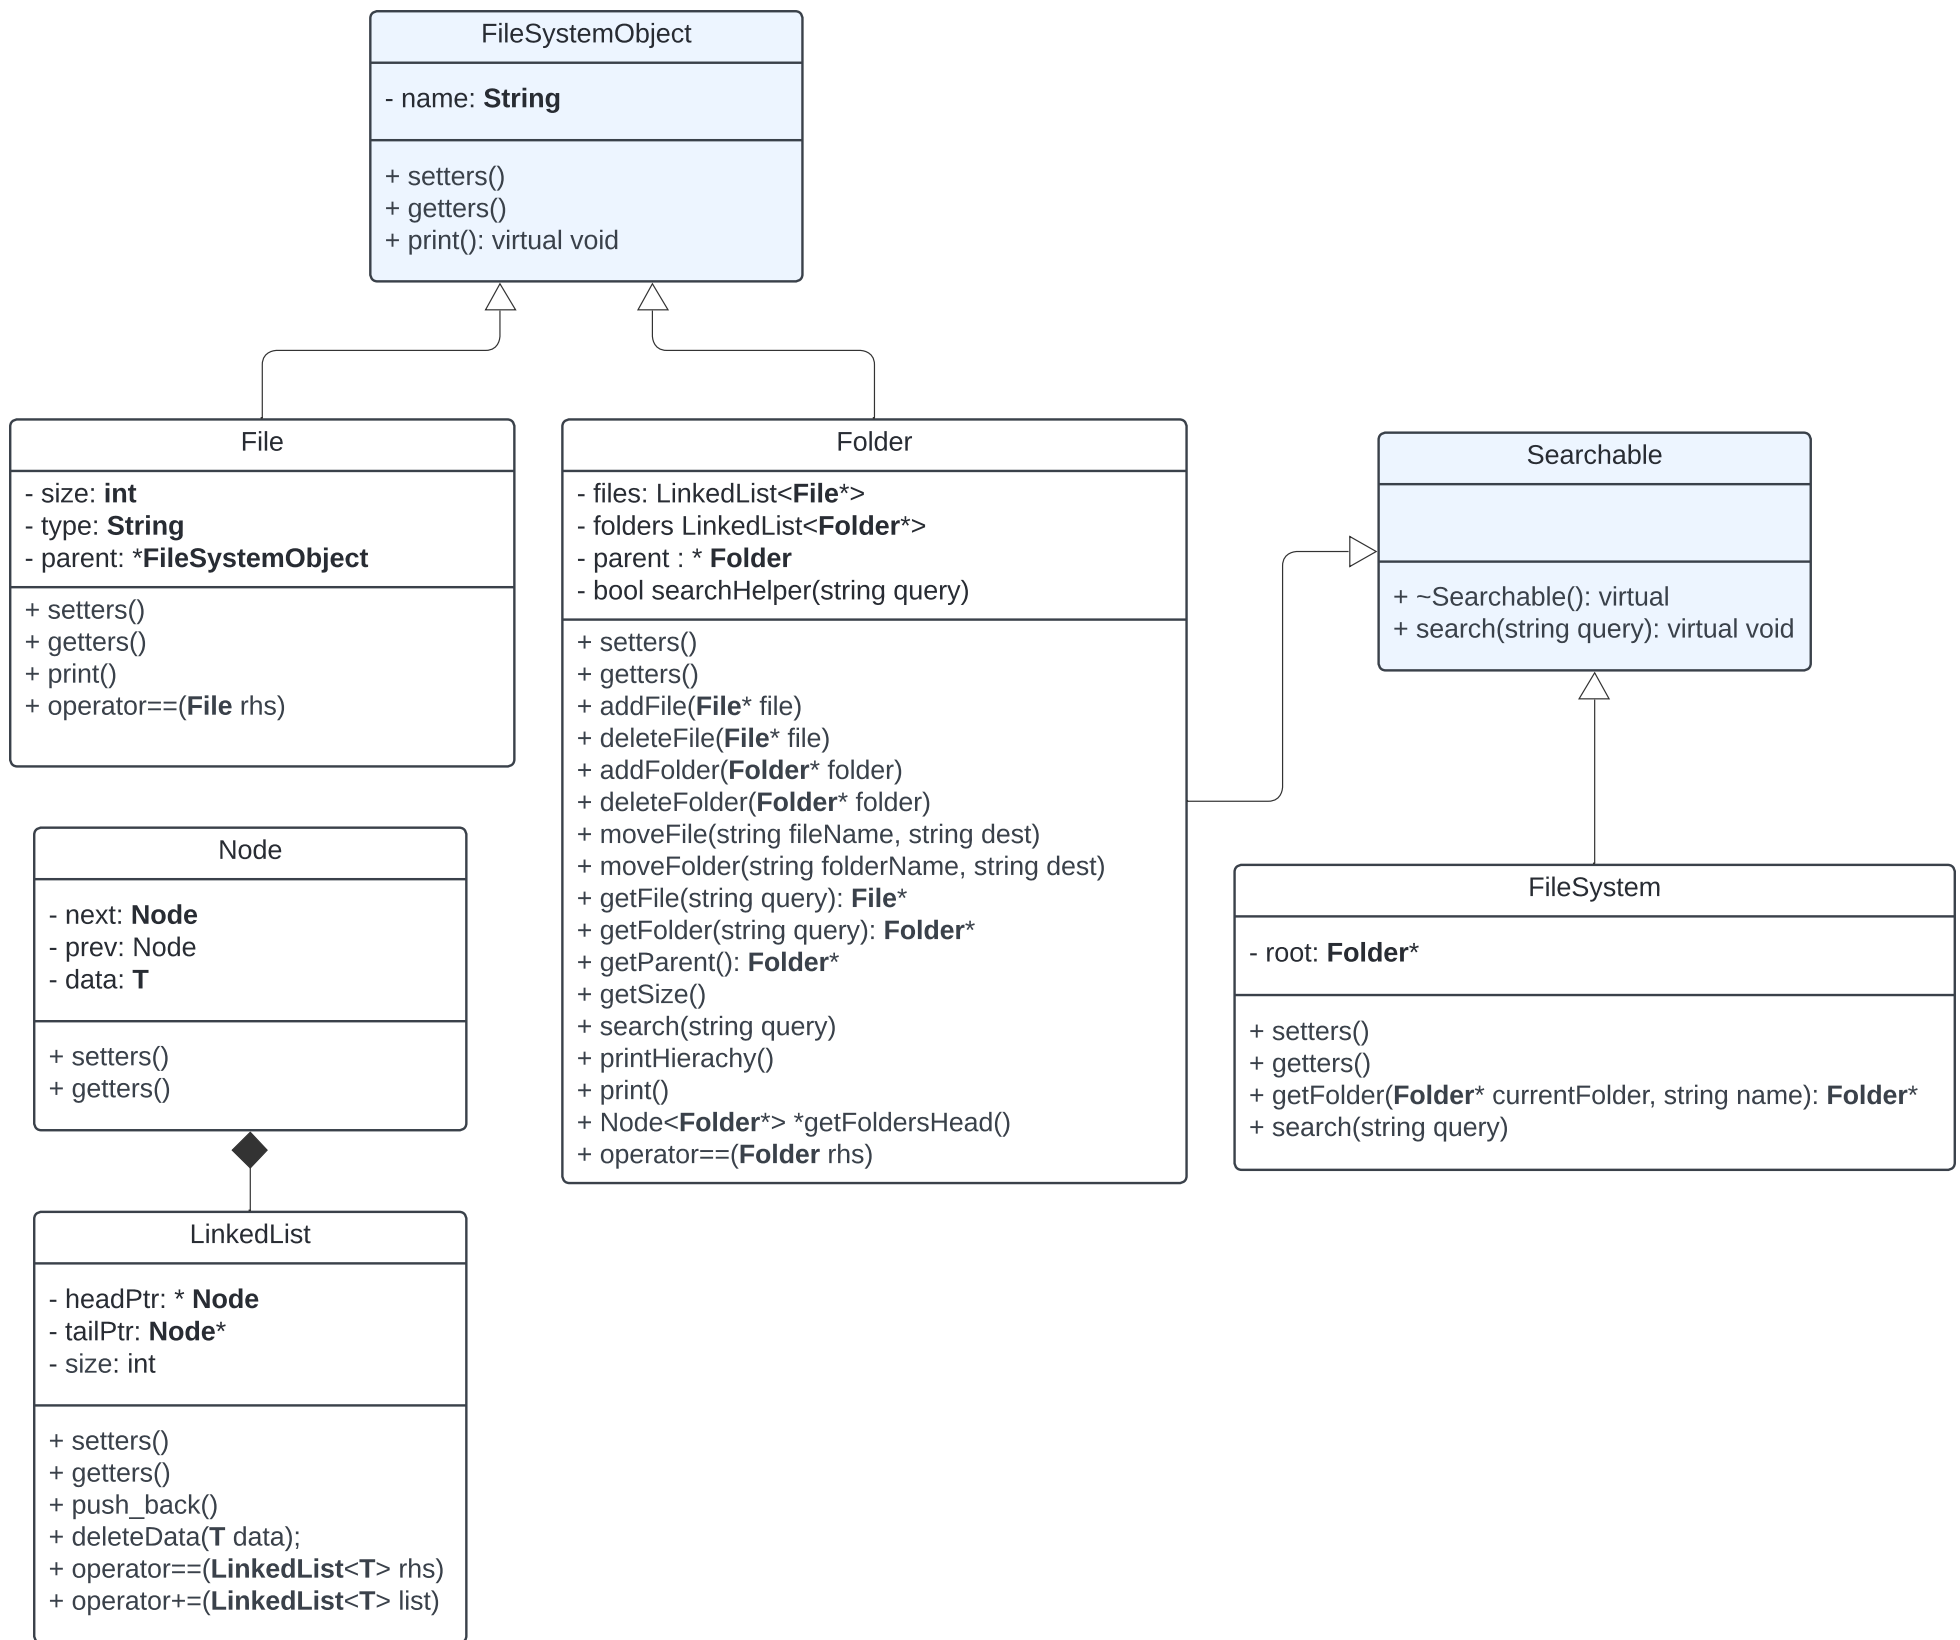 FileSystemObject
- name: String
+ setters()
+ getters()
+ print(): virtual void
File
- size: int
- type: String
- parent: *FileSystemObject
+ setters()
+ getters()
+ print()
+ operator==(File rhs)
Folder
- files: LinkedList<File*>
- folders LinkedList<Folder*>
- parent : * Folder
- bool searchHelper(string query)
+ setters()
+ getters()
+ addFile(File* file)
+ deleteFile(File* file)
+ addFolder(Folder* folder)
+ deleteFolder(Folder* folder)
+ moveFile(string fileName, string dest)
+ moveFolder(string folderName, string dest)
+ getFile(string query): File*
+ getFolder(string query): Folder*
+ getParent(): Folder*
+ getSize()
+ search(string query)
+ printHierachy()
+ print()
+ Node<Folder*> *getFoldersHead()
+ operator==(Folder rhs)
Searchable
+ ~Searchable(): virtual
+ search(string query): virtual void
FileSystem
- root: Folder*
+ setters()
+ getters()
+ getFolder(Folder* currentFolder, string name): Folder*
+ search(string query)
Node
- next: Node
- prev: Node
- data: T
+ setters()
+ getters()
LinkedList
- headPtr: * Node
- tailPtr: Node*
- size: int
+ setters()
+ getters()
+ push_back()
+ deleteData(T data);
+ operator==(LinkedList<T> rhs)
+ operator+=(LinkedList<T> list)